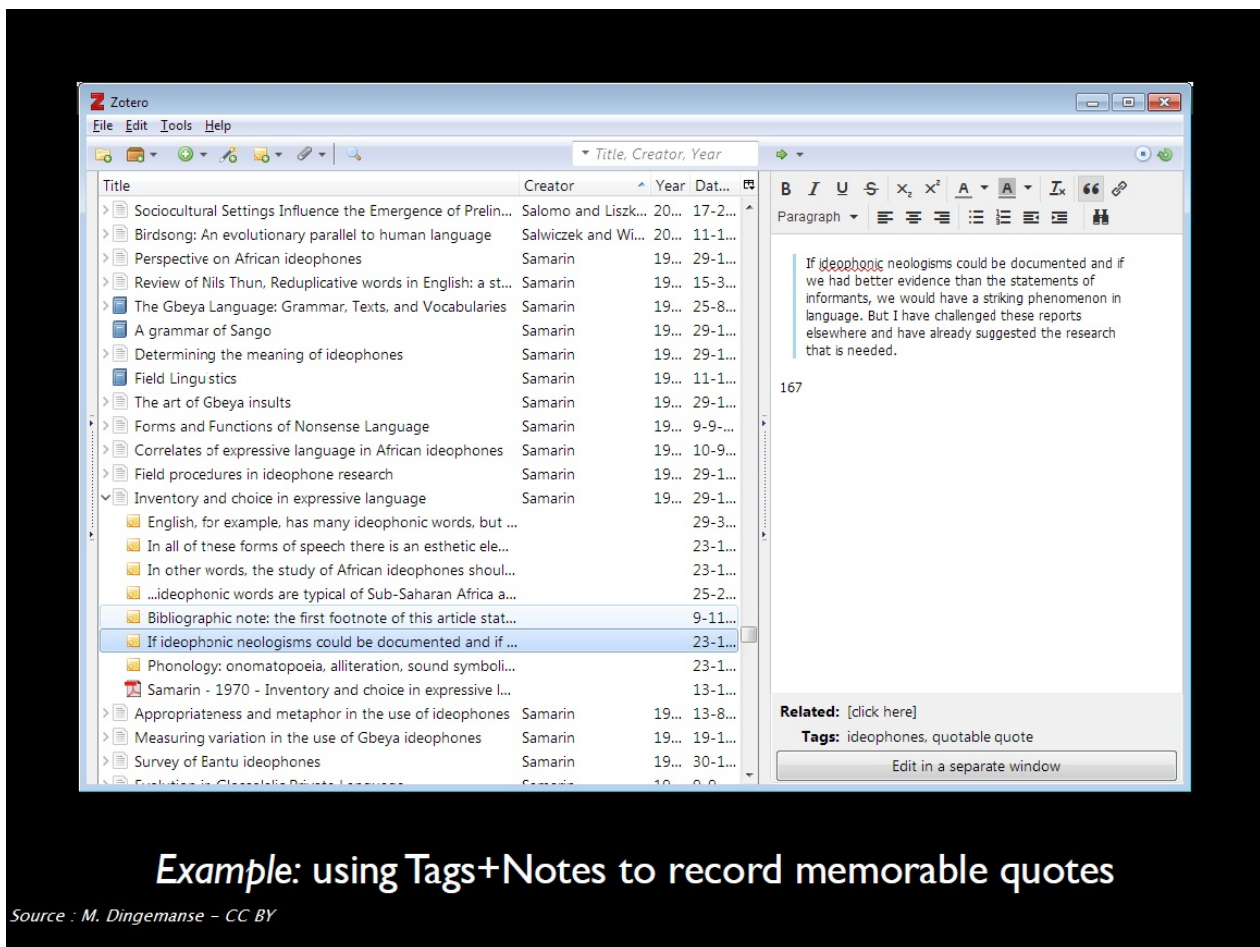 Zotero
File Edit Tools Help
Title, Creator, Year
Title Creator Year Dat...
Sociocultural Settings Influence the Emergence of Prelin... Salomo and Liszk... 20... 17-2...
Birdsong: An evolutionary parallel to human language Salwiczek and Wi... 20... 11-1...
Perspective on African ideophones Samarin 19... 29-1...
Review of Nils Thun, Reduplicative words in English: a st... Samarin 19... 15-3...
The Gbeya Language: Grammar, Texts, and Vocabularies Samarin 19... 25-8...
A grammar of Sango Samarin 19... 29-1...
Determining the meaning of ideophones Samarin 19... 29-1...
Field Linguistics Samarin 19... 11-1...
The art of Gbeya insults Samarin 19... 29-1...
Forms and Functions of Nonsense Language Samarin 19... 9-9-...
Correlates of expressive language in African ideophones Samarin 19... 10-9...
Field procedures in ideophone research Samarin 19... 29-1...
Inventory and choice in expressive language Samarin 19... 29-1...
English, for example, has many ideophonic words, but ... 29-3...
In all of these forms of speech there is an esthetic ele... 23-1...
In other words, the study of African ideophones shoul... 23-1...
...ideophonic words are typical of Sub-Saharan Africa a... 25-2...
Bibliographic note: the first footnote of this article stat... 9-11...
If ideophonic neologisms could be documented and if ... 23-1...
Phonology: onomatopoeia, alliteration, sound symboli... 23-1...
Samarin - 1970 - Inventory and choice in expressive l... 13-1...
Appropriateness and metaphor in the use of ideophones Samarin 19... 13-8...
Measuring variation in the use of Gbeya ideophones Samarin 19... 19-1...
Survey of Bantu ideophones Samarin 19... 30-1...
B I U S X₂ X² A A Tx
Paragraph
If ideophonic neologisms could be documented and if
we had better evidence than the statements of
informants, we would have a striking phenomenon in
language. But I have challenged these reports
elsewhere and have already suggested the research
that is needed.
167
Related: [click here]
Tags: ideophones, quotable quote
Edit in a separate window
Example: using Tags+Notes to record memorable quotes
Source : M. Dingemanse – CC BY